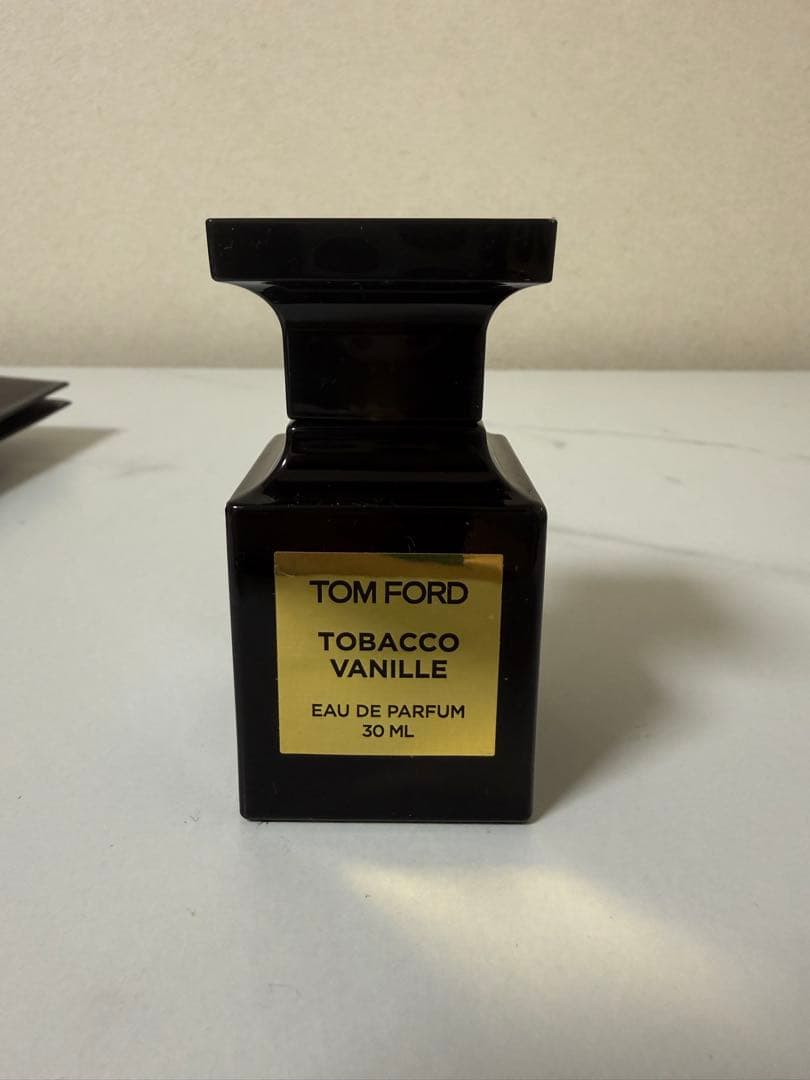 TOM FORD
TOBACCO
VANILLE
EAU DE PARFUM
30 ML